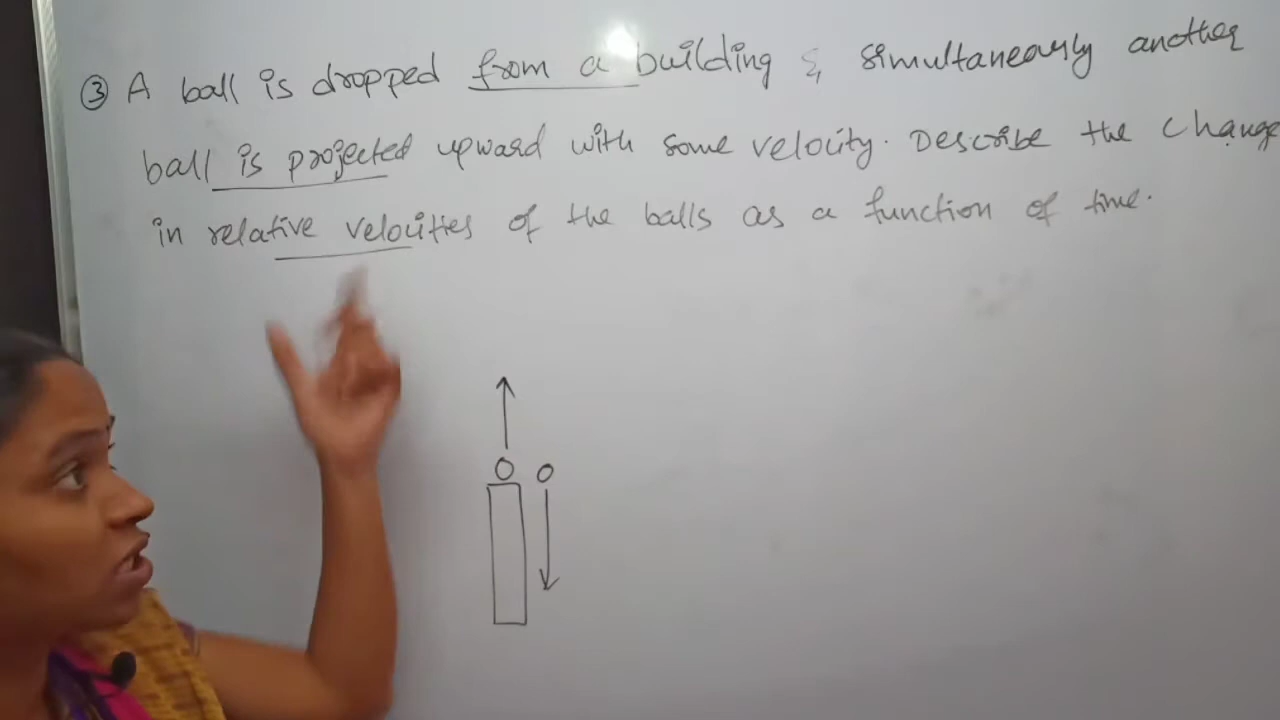 ③ A ball is dropped from a building & simultaneously another
ball is projected upward with some velocity. Describe the change
in relative velocities of the balls as a function of time.